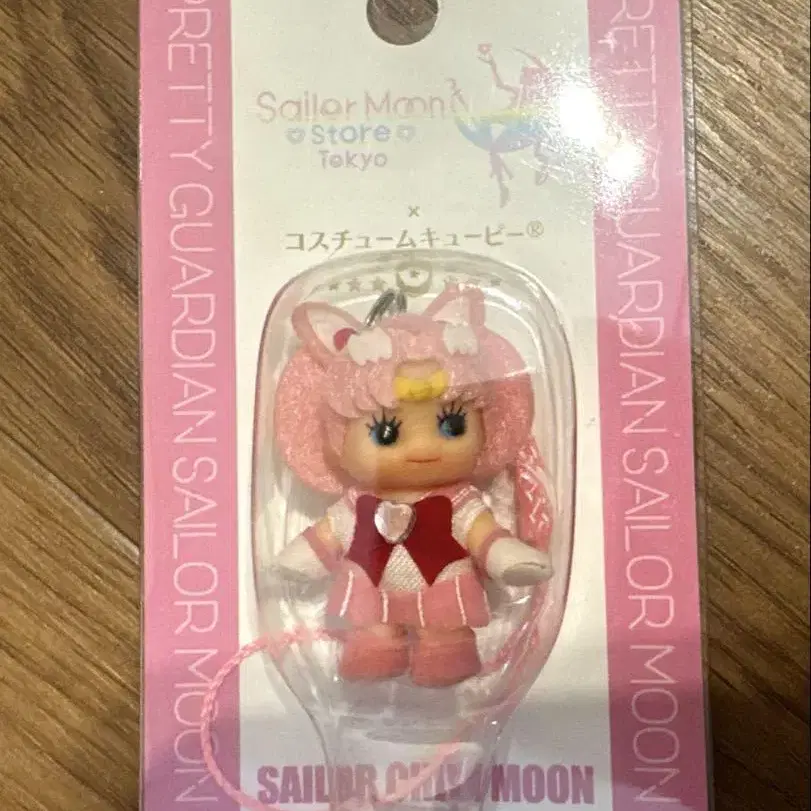 Sailor Moon
Store
Tokyo
×
コスチュームキューピー®
PRETTY GUARDIAN SAILOR MOON
PRETTY GUARDIAN SAILOR MOON
SAILOR CHIBI MOON